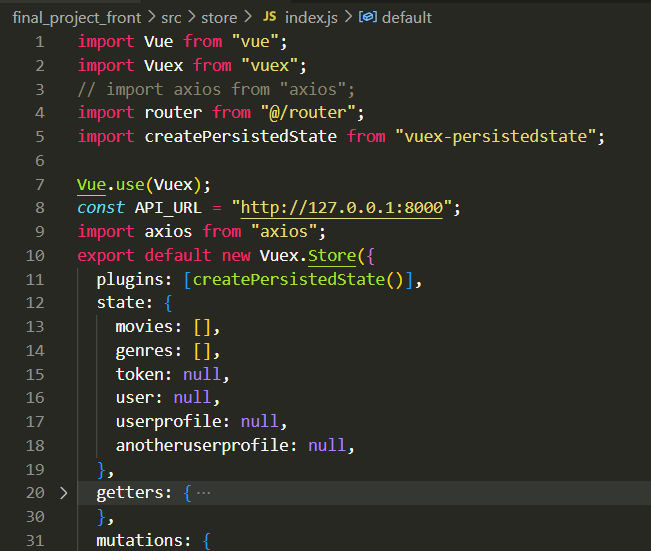 final_project_front > src > store > JS index.js > default
1 import Vue from "vue";
2 import Vuex from "vuex";
3 // import axios from "axios";
4 import router from "@/router";
5 import createPersistedState from "vuex-persistedstate";
6
7 Vue.use(Vuex);
8 const API_URL = "http://127.0.0.1:8000";
9 import axios from "axios";
10 export default new Vuex.Store({
11   plugins: [createPersistedState()],
12   state: {
13     movies: [],
14     genres: [],
15     token: null,
16     user: null,
17     userprofile: null,
18     anotheruserprofile: null,
19   },
20 >   getters: { ···
30   },
31   mutations: {